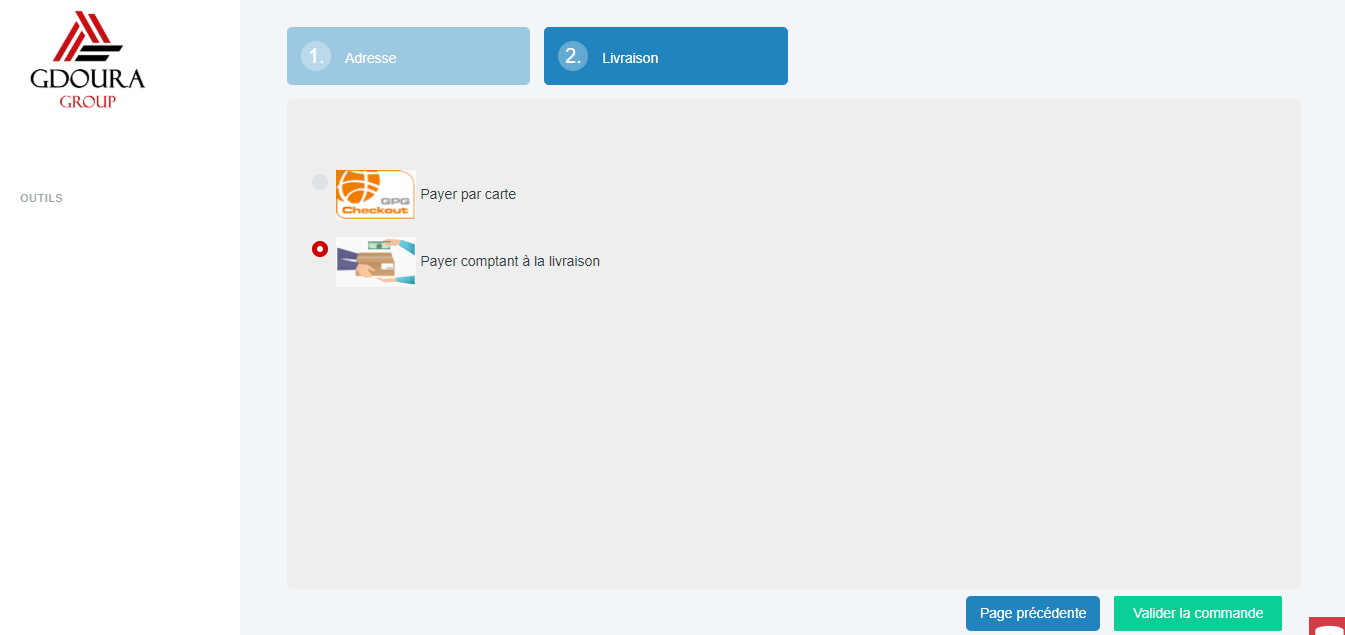 GDOURA
GROUP
OUTILS
1. Adresse
2. Livraison
GPG
Checkout
Payer par carte
Payer comptant à la livraison
Page précédente
Valider la commande